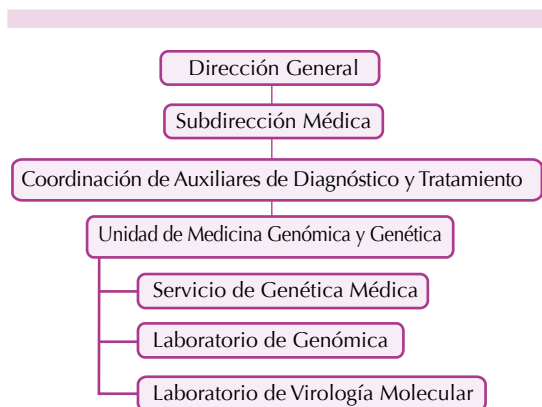 Dirección General
Subdirección Médica
Coordinación de Auxiliares de Diagnóstico y Tratamiento
Unidad de Medicina Genómica y Genética
Servicio de Genética Médica
Laboratorio de Genómica
Laboratorio de Virología Molecular